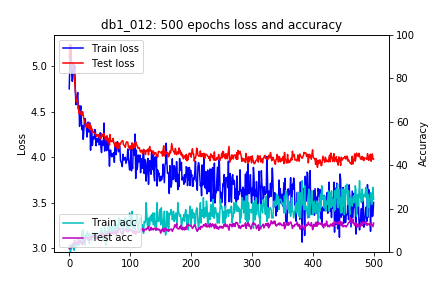 db1_012: 500 epochs loss and accuracy
Train loss
Test loss
Train acc
Test acc
Loss
5.0
4.5
4.0
3.5
3.0
0 100 200 300 400 500
Accuracy
100
80
60
40
20
0